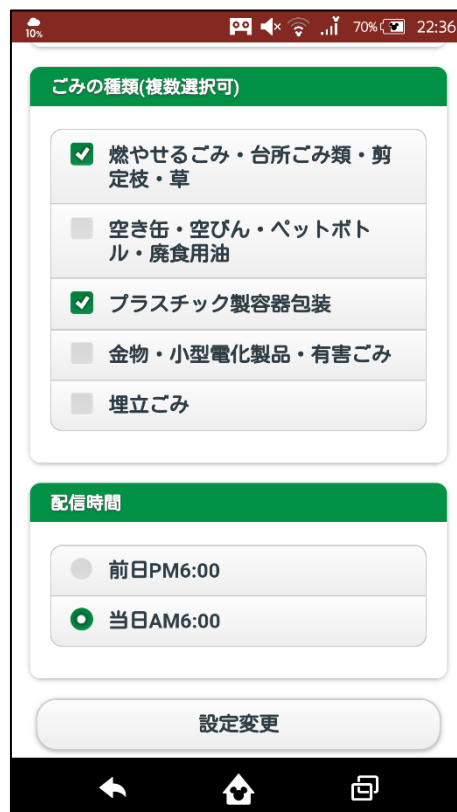 10%
70%
22:36
ごみの種類(複数選択可)
燃やせるごみ・台所ごみ類・剪
定枝・草
空き缶・空びん・ペットボト
ル・廃食用油
プラスチック製容器包装
金物・小型電化製品・有害ごみ
埋立ごみ
配信時間
前日PM6:00
当日AM6:00
設定変更